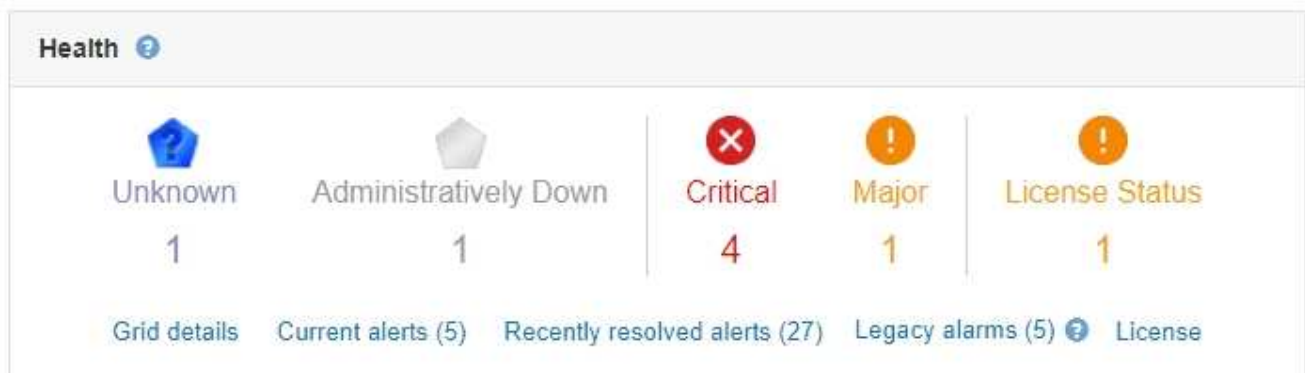 Health ?
?
Unknown Administratively Down Critical Major License Status
1 1 4 1 1
Grid details Current alerts (5) Recently resolved alerts (27) Legacy alarms (5) ? License